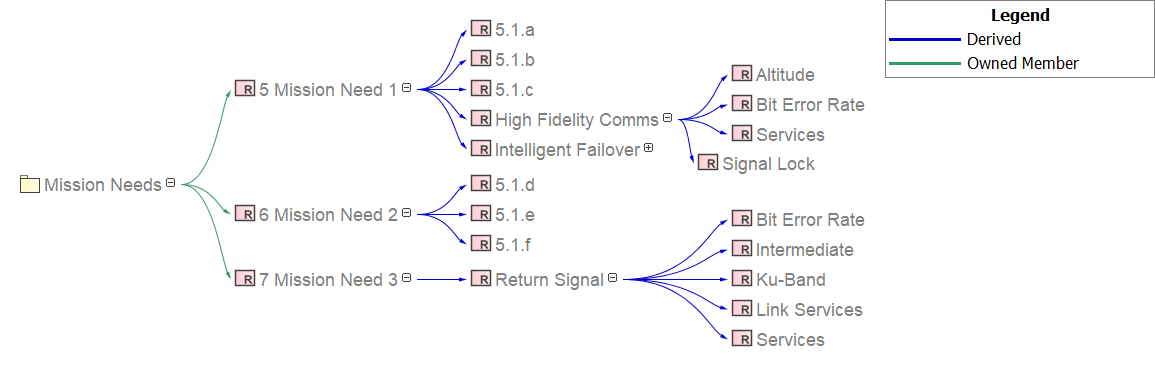 Legend
Derived
Owned Member
Mission Needs
R 5 Mission Need 1
R 5.1.a
R 5.1.b
R 5.1.c
R High Fidelity Comms
R Altitude
R Bit Error Rate
R Services
R Signal Lock
R Intelligent Failover
R 6 Mission Need 2
R 5.1.d
R 5.1.e
R 5.1.f
R 7 Mission Need 3
R Return Signal
R Bit Error Rate
R Intermediate
R Ku-Band
R Link Services
R Services